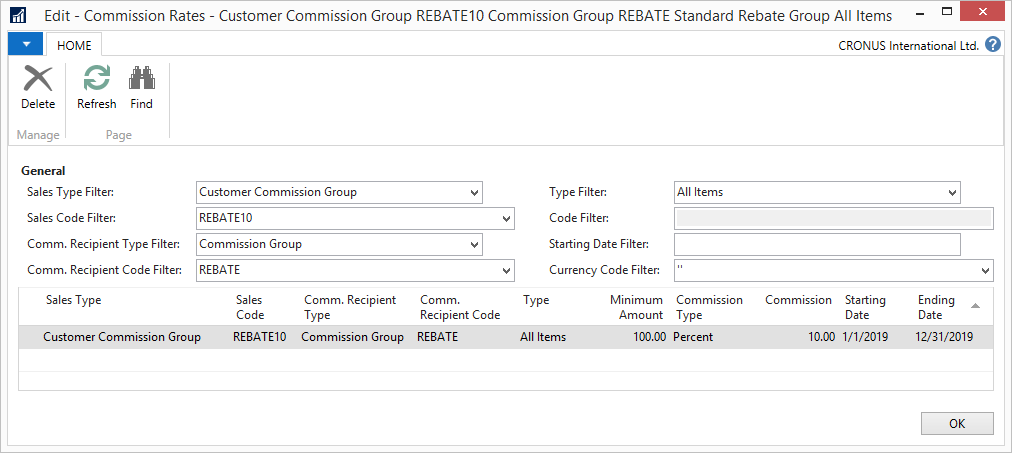 Edit - Commission Rates - Customer Commission Group REBATE10 Commission Group REBATE Standard Rebate Group All Items
HOME
CRONUS International Ltd.
Delete
Refresh
Find
Manage
Page
General
Sales Type Filter: Customer Commission Group
Type Filter: All Items
Sales Code Filter: REBATE10
Code Filter:
Comm. Recipient Type Filter: Commission Group
Starting Date Filter:
Comm. Recipient Code Filter: REBATE
Currency Code Filter: ''
Sales Type
Sales Code
Comm. Recipient Type
Comm. Recipient Code
Type
Minimum Amount
Commission Type
Commission
Starting Date
Ending Date
Customer Commission Group REBATE10 Commission Group REBATE All Items 100.00 Percent 10.00 1/1/2019 12/31/2019
OK